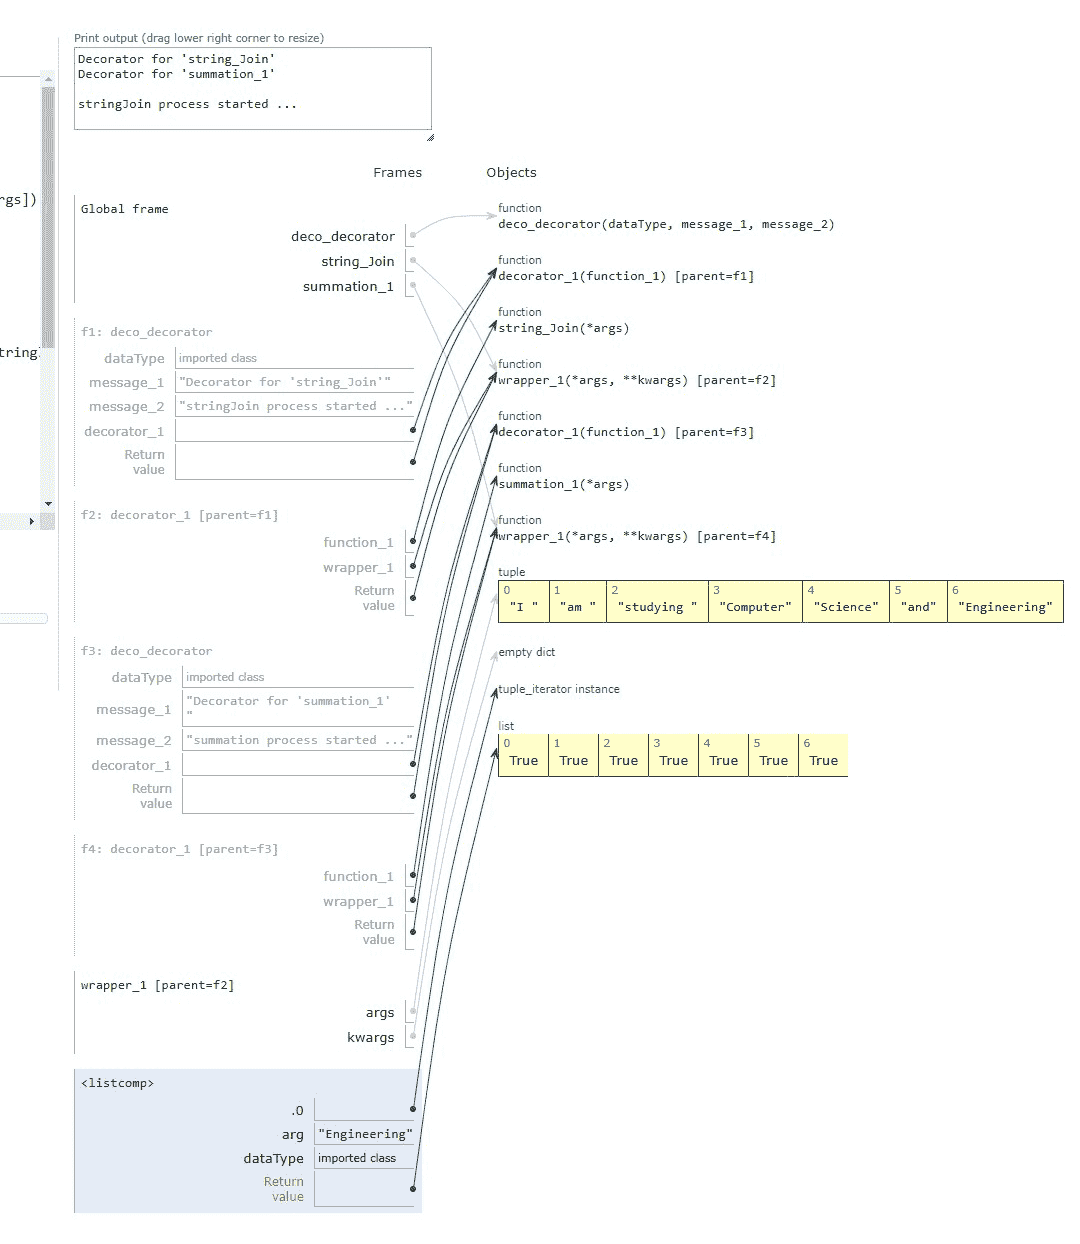 Print output (drag lower right corner to resize)
Decorator for 'string_Join'
Decorator for 'summation_1'
stringJoin process started ...
rgs])
tring
Frames Objects
Global frame
deco_decorator
string_Join
summation_1
function
deco_decorator(dataType, message_1, message_2)
function
decorator_1(function_1) [parent=f1]
function
string_Join(*args)
function
wrapper_1(*args, **kwargs) [parent=f2]
function
decorator_1(function_1) [parent=f3]
function
summation_1(*args)
function
wrapper_1(*args, **kwargs) [parent=f4]
tuple
0 1 2 3 4 5 6
"I " "am " "studying " "Computer" "Science" "and" "Engineering"
empty dict
tuple_iterator instance
list
0 1 2 3 4 5 6
True True True True True True True
f1: deco_decorator
dataType imported class
message_1 "Decorator for 'string_Join'"
message_2 "stringJoin process started ..."
decorator_1
Return
value
f2: decorator_1 [parent=f1]
function_1
wrapper_1
Return
value
f3: deco_decorator
dataType imported class
message_1 "Decorator for 'summation_1'
"
message_2 "summation process started ..."
decorator_1
Return
value
f4: decorator_1 [parent=f3]
function_1
wrapper_1
Return
value
wrapper_1 [parent=f2]
args
kwargs
<listcomp>
.0
arg "Engineering"
dataType imported class
Return
value